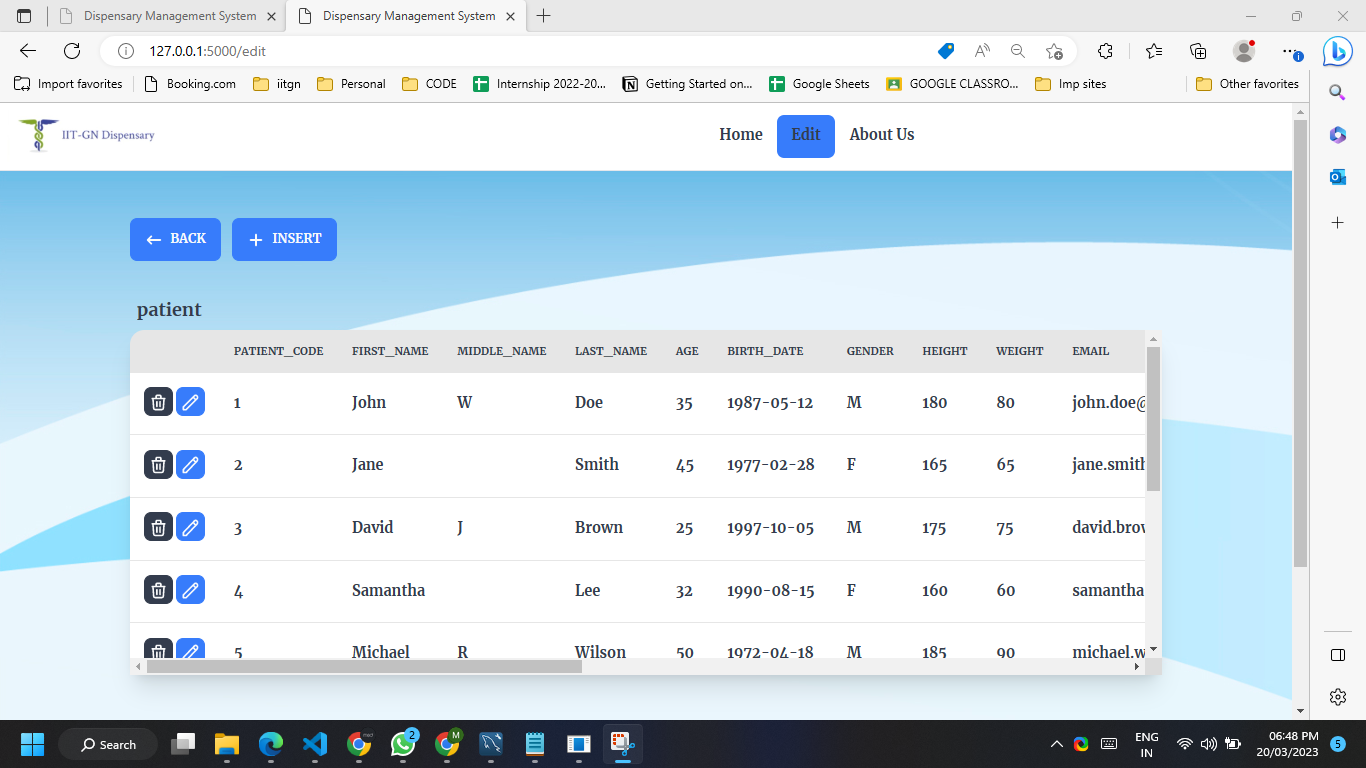 Dispensary Management System
Dispensary Management System
127.0.0.1:5000/edit
Import favorites
Booking.com
iitgn
Personal
CODE
Internship 2022-20...
Getting Started on...
Google Sheets
GOOGLE CLASSRO...
Imp sites
Other favorites
IIT-GN Dispensary
Home Edit About Us
BACK INSERT
patient
PATIENT_CODE FIRST_NAME MIDDLE_NAME LAST_NAME AGE BIRTH_DATE GENDER HEIGHT WEIGHT EMAIL
1 John W Doe 35 1987-05-12 M 180 80 john.doe@
2 Jane Smith 45 1977-02-28 F 165 65 jane.smith
3 David J Brown 25 1997-10-05 M 175 75 david.brow
4 Samantha Lee 32 1990-08-15 F 160 60 samantha
5 Michael R Wilson 50 1972-04-18 M 185 90 michael.w
Search
2
M
ENG
IN
06:48 PM
20/03/2023
5